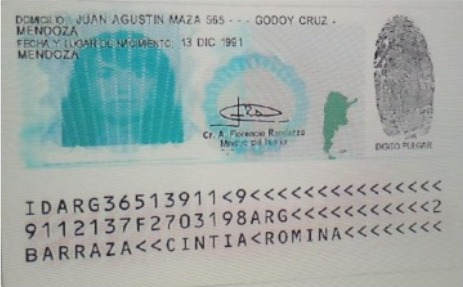 DOMICILIO: JUAN AGUSTIN MAZA 565 - - - GODOY CRUZ -
MENDOZA
FECHA Y LUGAR DE NACIMIENTO: 13 DIC 1991
MENDOZA
Cr. A. Florencio Randazzo
Ministro del Interior
DIGITO PULGAR
IDARG36513911<9<<<<<<<<<<<<<<<
9112137F2703198ARG<<<<<<<<<<<2
BARRAZA<<CINTIA<ROMINA<<<<<<<<